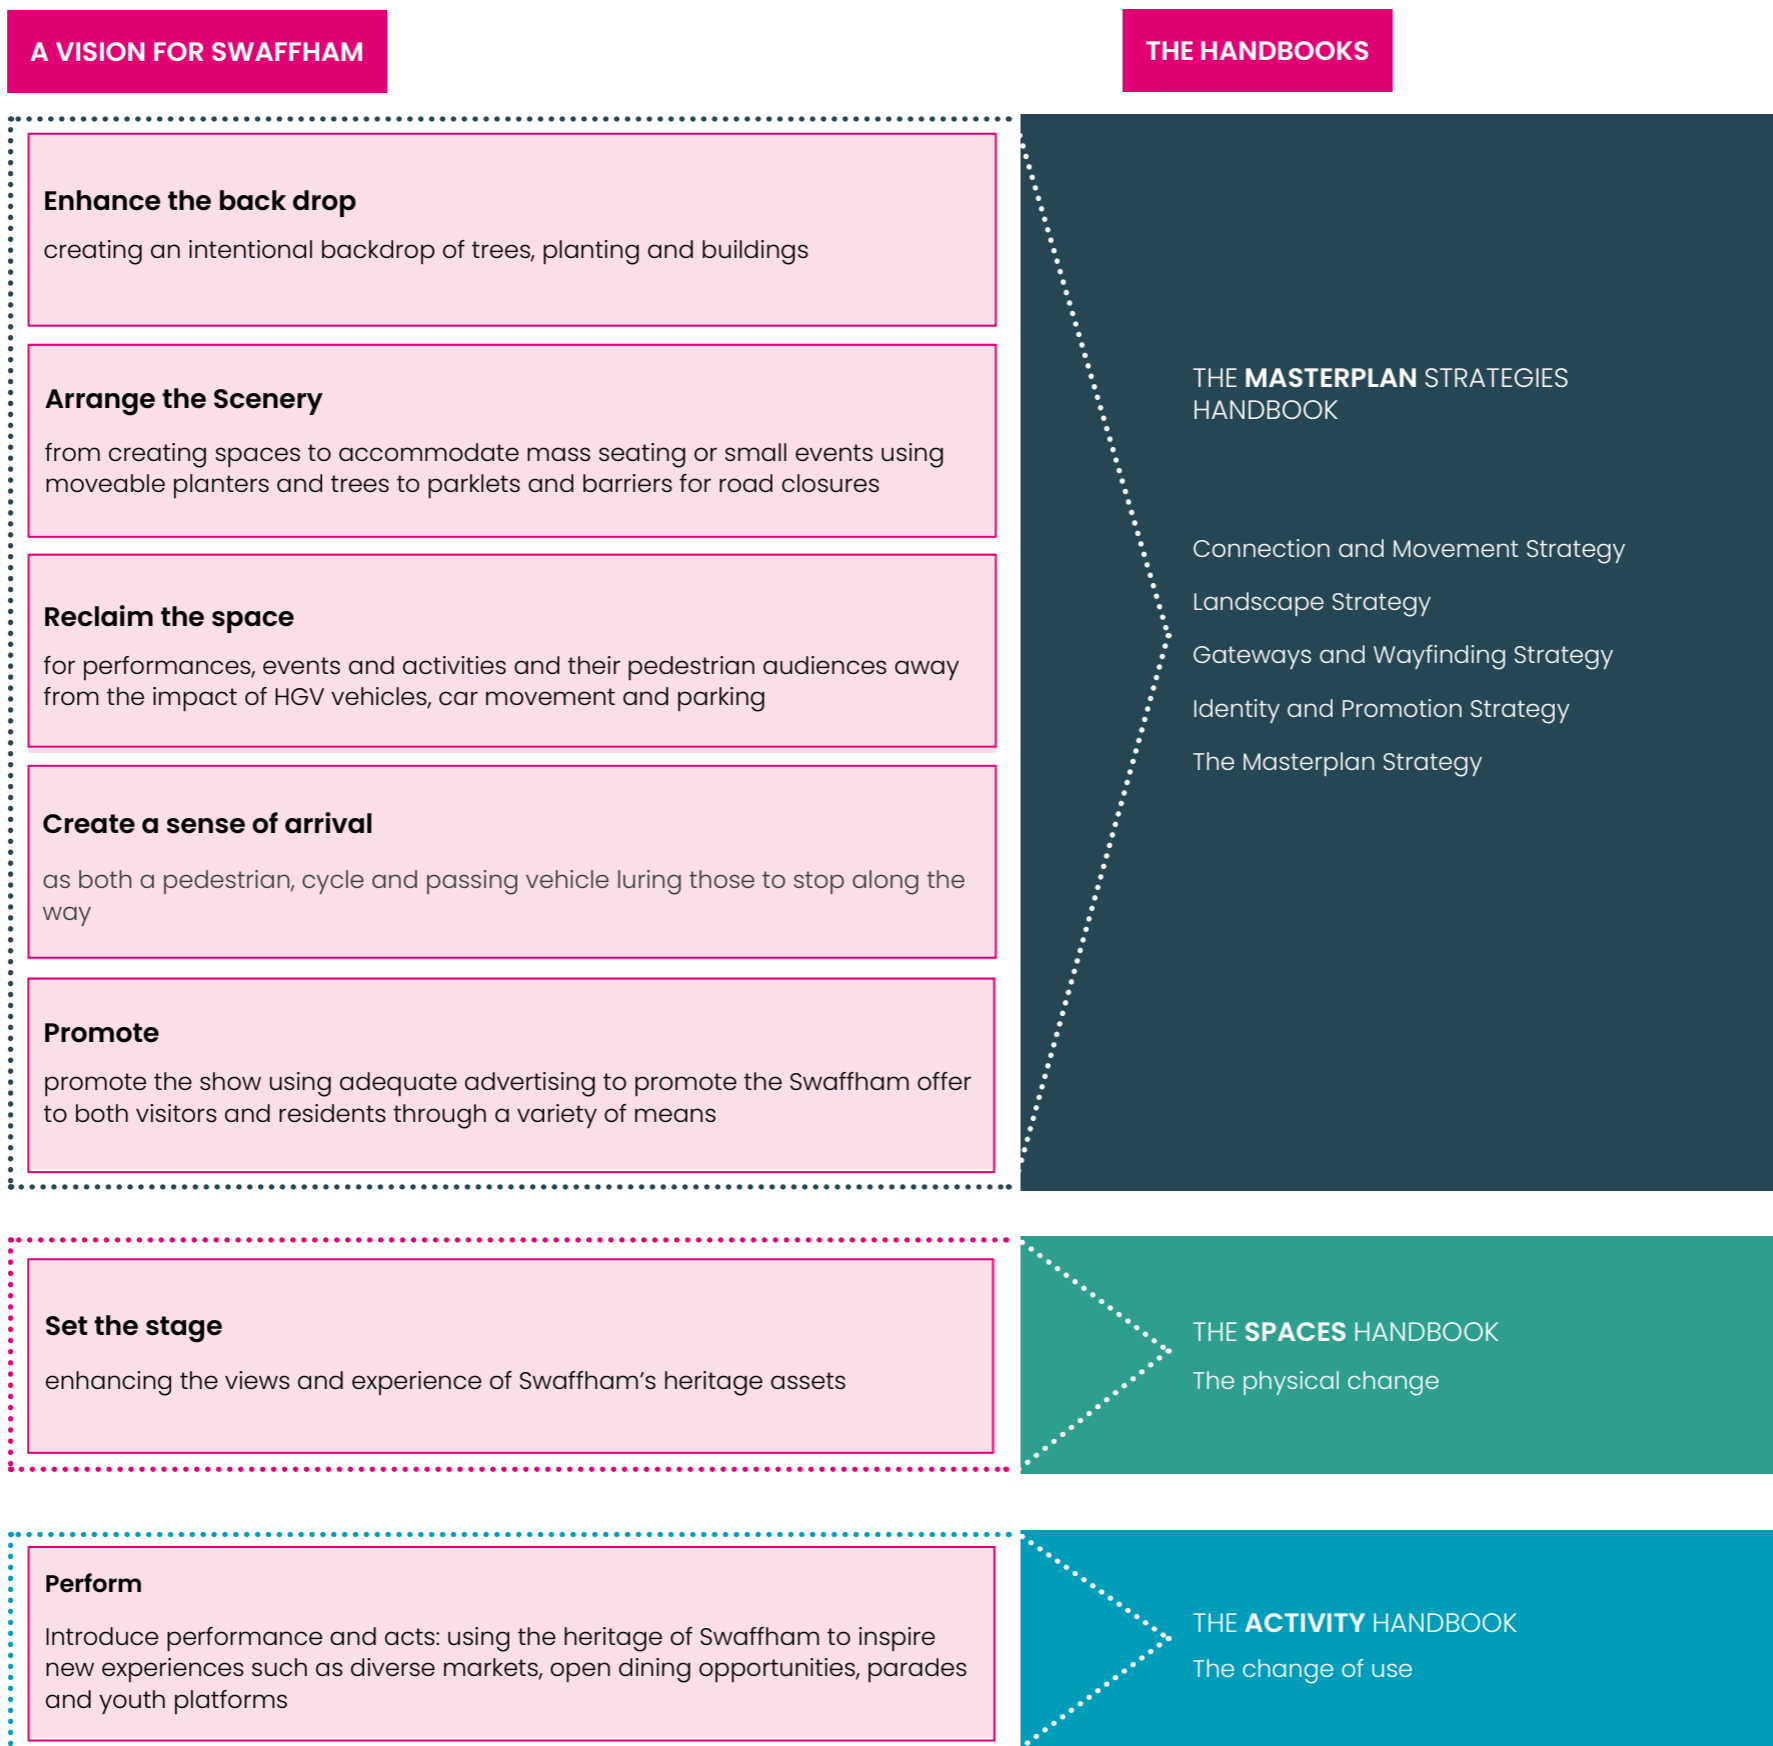 A VISION FOR SWAFFHAM
THE HANDBOOKS
Enhance the back drop
creating an intentional backdrop of trees, planting and buildings
Arrange the Scenery
from creating spaces to accommodate mass seating or small events using
moveable planters and trees to parklets and barriers for road closures
Reclaim the space
for performances, events and activities and their pedestrian audiences away
from the impact of HGV vehicles, car movement and parking
Create a sense of arrival
as both a pedestrian, cycle and passing vehicle luring those to stop along the
way
Promote
promote the show using adequate advertising to promote the Swaffham offer
to both visitors and residents through a variety of means
THE MASTERPLAN STRATEGIES
HANDBOOK
Connection and Movement Strategy
Landscape Strategy
Gateways and Wayfinding Strategy
Identity and Promotion Strategy
The Masterplan Strategy
Set the stage
enhancing the views and experience of Swaffham's heritage assets
THE SPACES HANDBOOK
The physical change
Perform
Introduce performance and acts: using the heritage of Swaffham to inspire
new experiences such as diverse markets, open dining opportunities, parades
and youth platforms
THE ACTIVITY HANDBOOK
The change of use